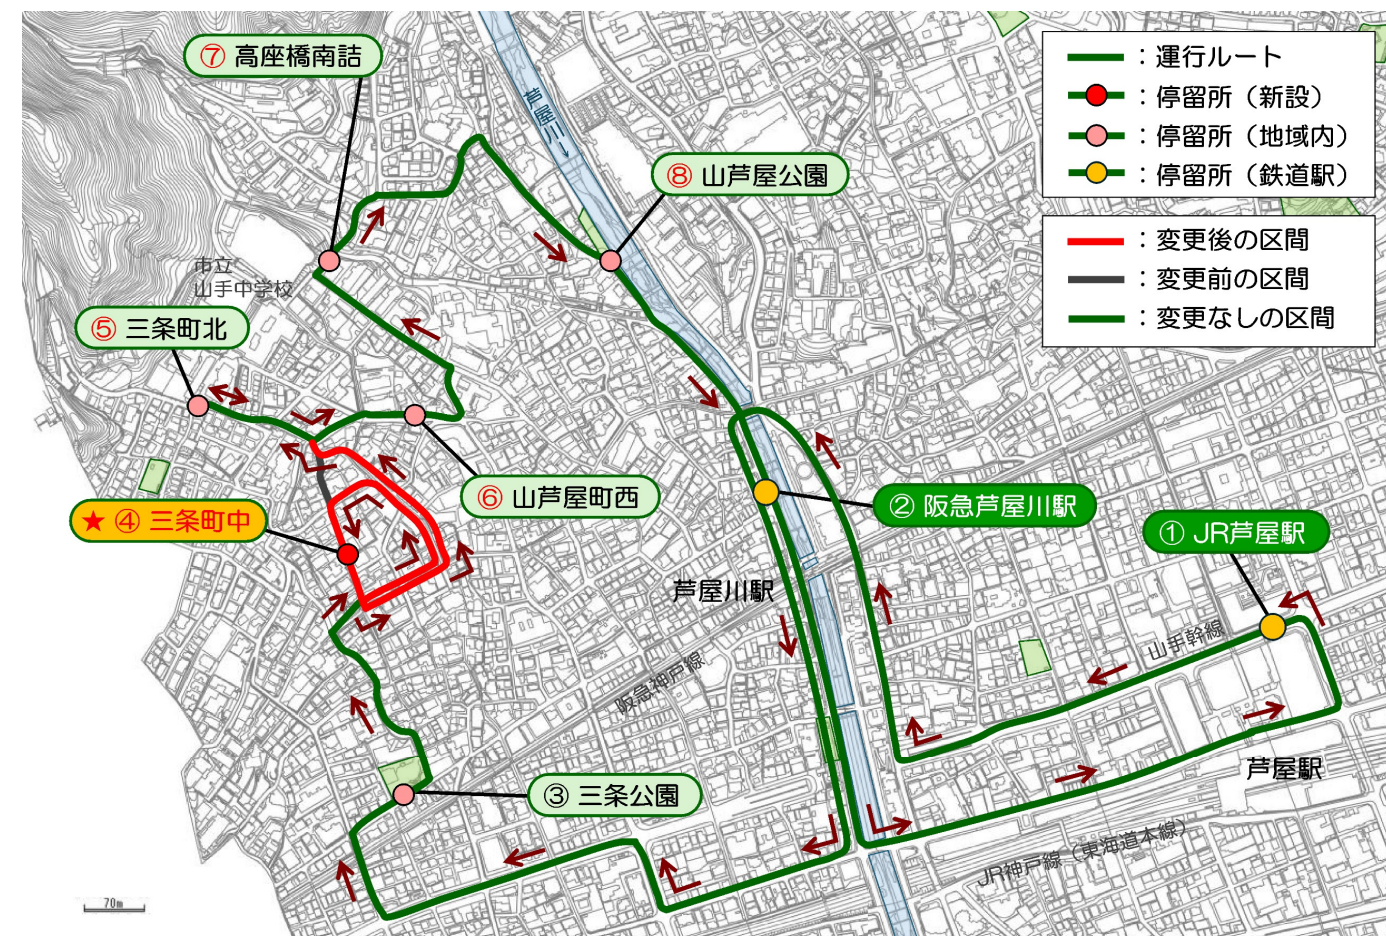 ⑦ 高座橋南詰
芦屋川→
⑧ 山芦屋公園
:運行ルート
:停留所（新設）
:停留所（地域内）
:停留所（鉄道駅）
:変更後の区間
:変更前の区間
:変更なしの区間
市立
山手中学校
⑤ 三条町北
⑥ 山芦屋町西
★ ④ 三条町中
② 阪急芦屋川駅
① JR芦屋駅
芦屋川駅
山手幹線
阪急神戸線
芦屋駅
③ 三条公園
JR神戸線（東海道本線）
70m